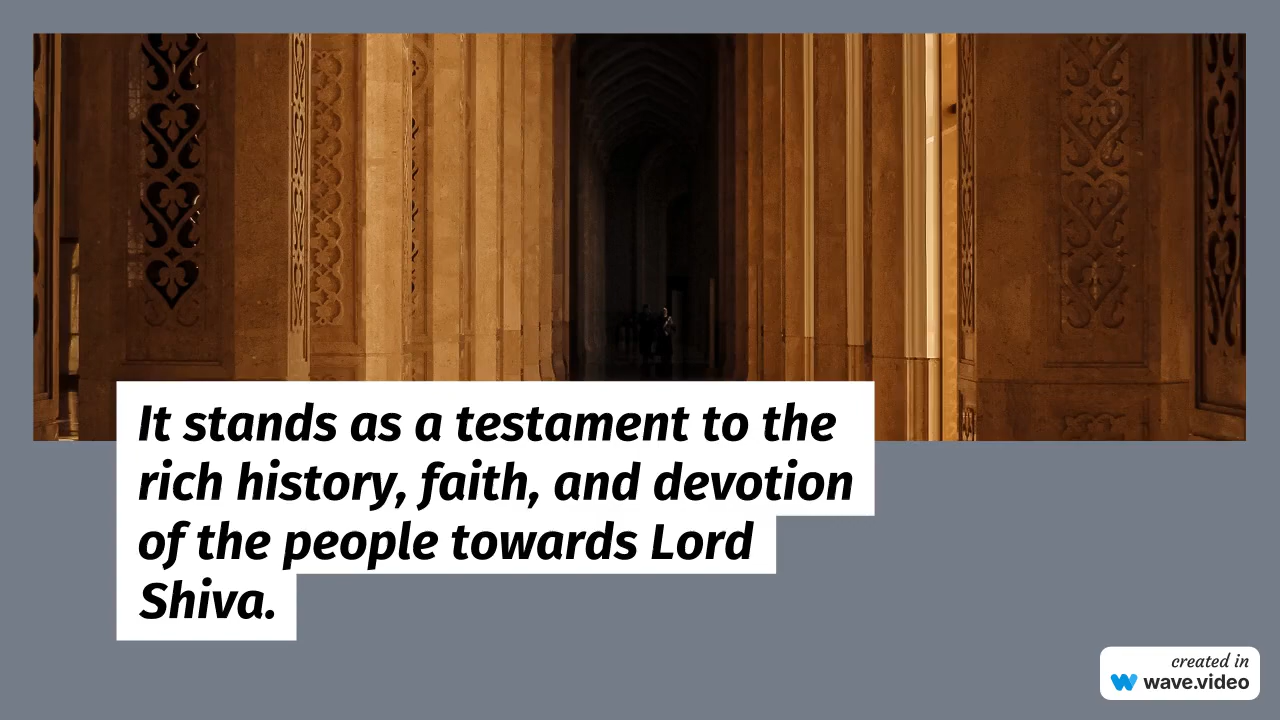 It stands as a testament to the
rich history, faith, and devotion
of the people towards Lord
Shiva.
created in
wave.video